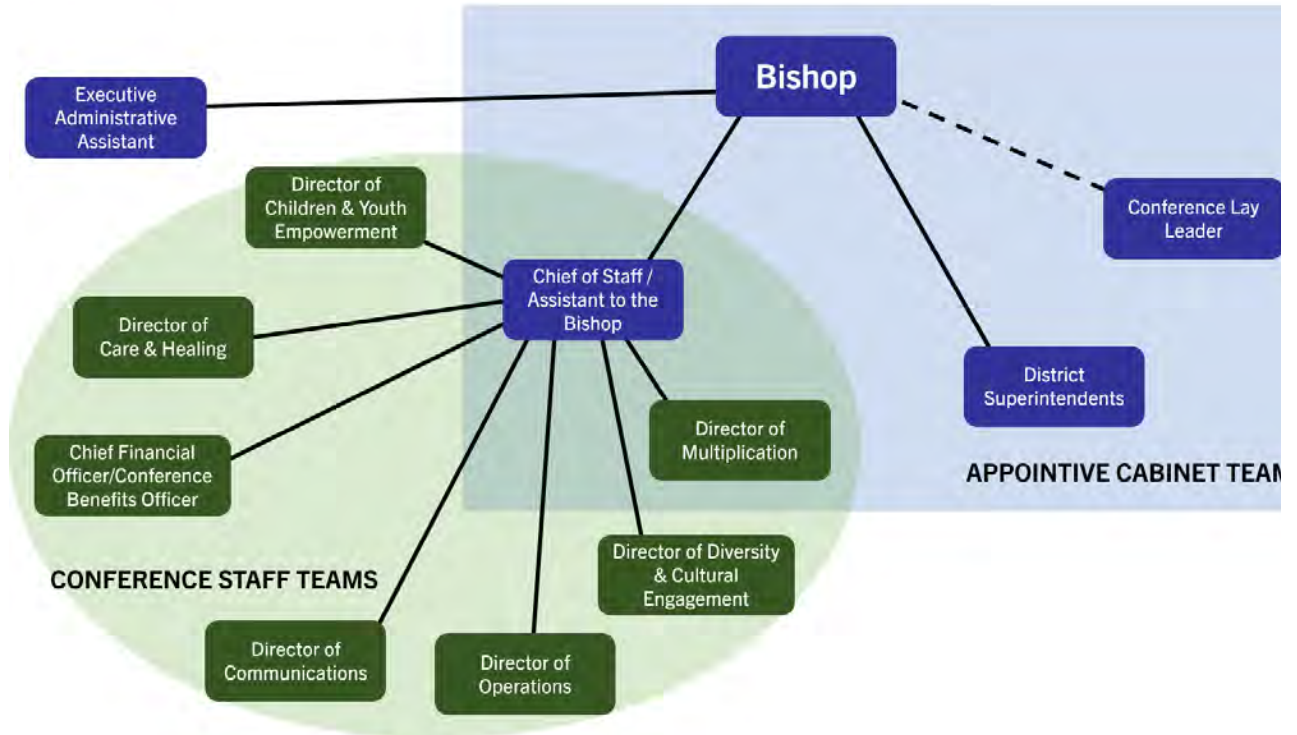 Bishop
Executive
Administrative
Assistant
Director of
Children & Youth
Empowerment
Conference Lay
Leader
Chief of Staff /
Assistant to the
Bishop
Director of
Care & Healing
District
Superintendents
Director of
Multiplication
Chief Financial
Officer/Conference
Benefits Officer
APPOINTIVE CABINET TEAM
Director of Diversity
& Cultural
Engagement
CONFERENCE STAFF TEAMS
Director of
Communications
Director of
Operations